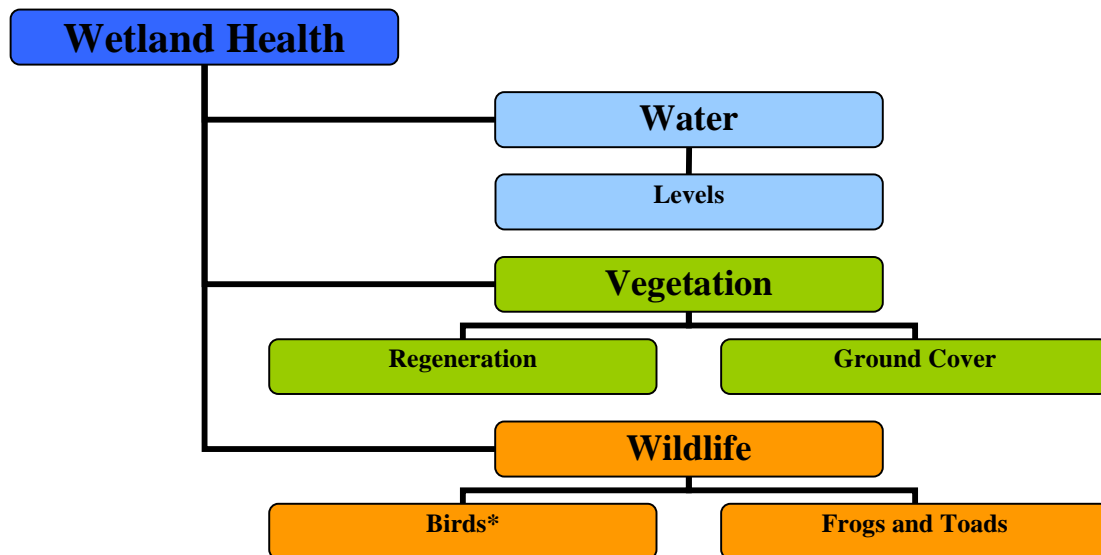 Wetland Health
Water
Levels
Vegetation
Regeneration
Ground Cover
Wildlife
Birds*
Frogs and Toads